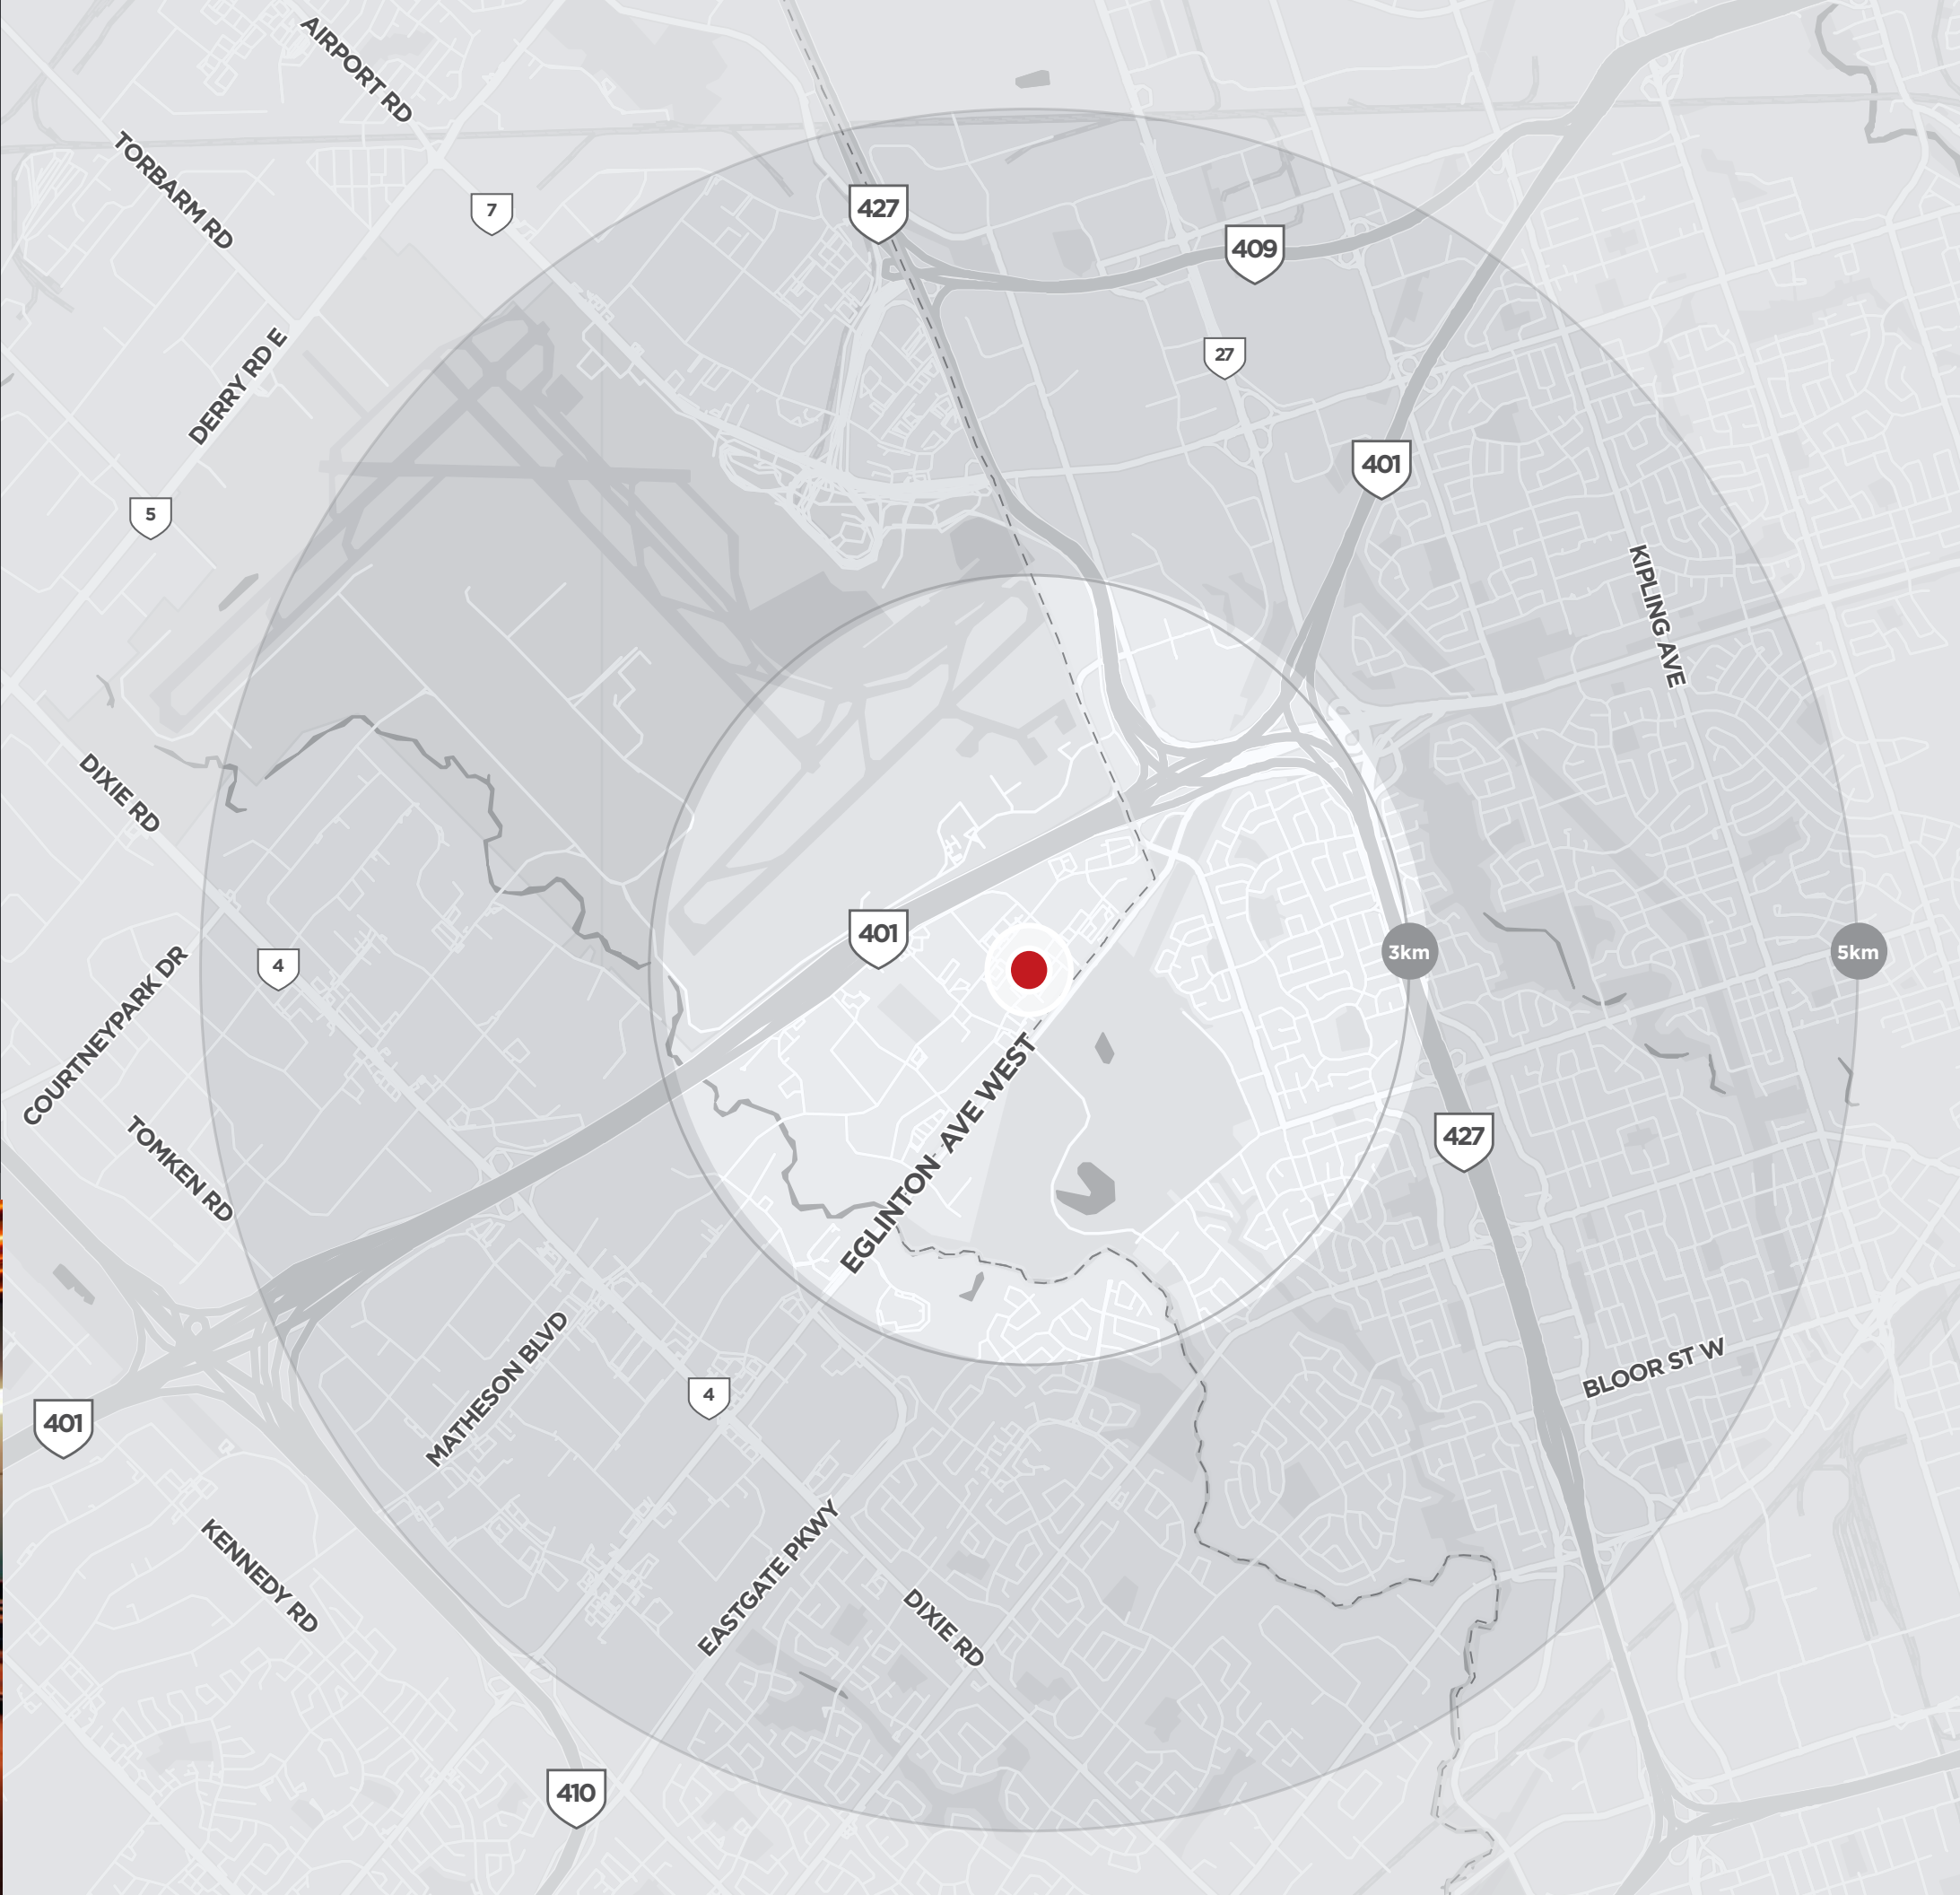 AIRPORT RD
TORBARM RD
7
427
409
27
DERRY RD E
401
5
KIPLING AVE
DIXIE RD
401
3km
5km
4
COURTNEYPARK DR
EGLINTON AVE WEST
427
TOMKEN RD
MATHESON BLVD
BLOOR ST W
4
401
KENNEDY RD
EASTGATE PKWY
DIXIE RD
410